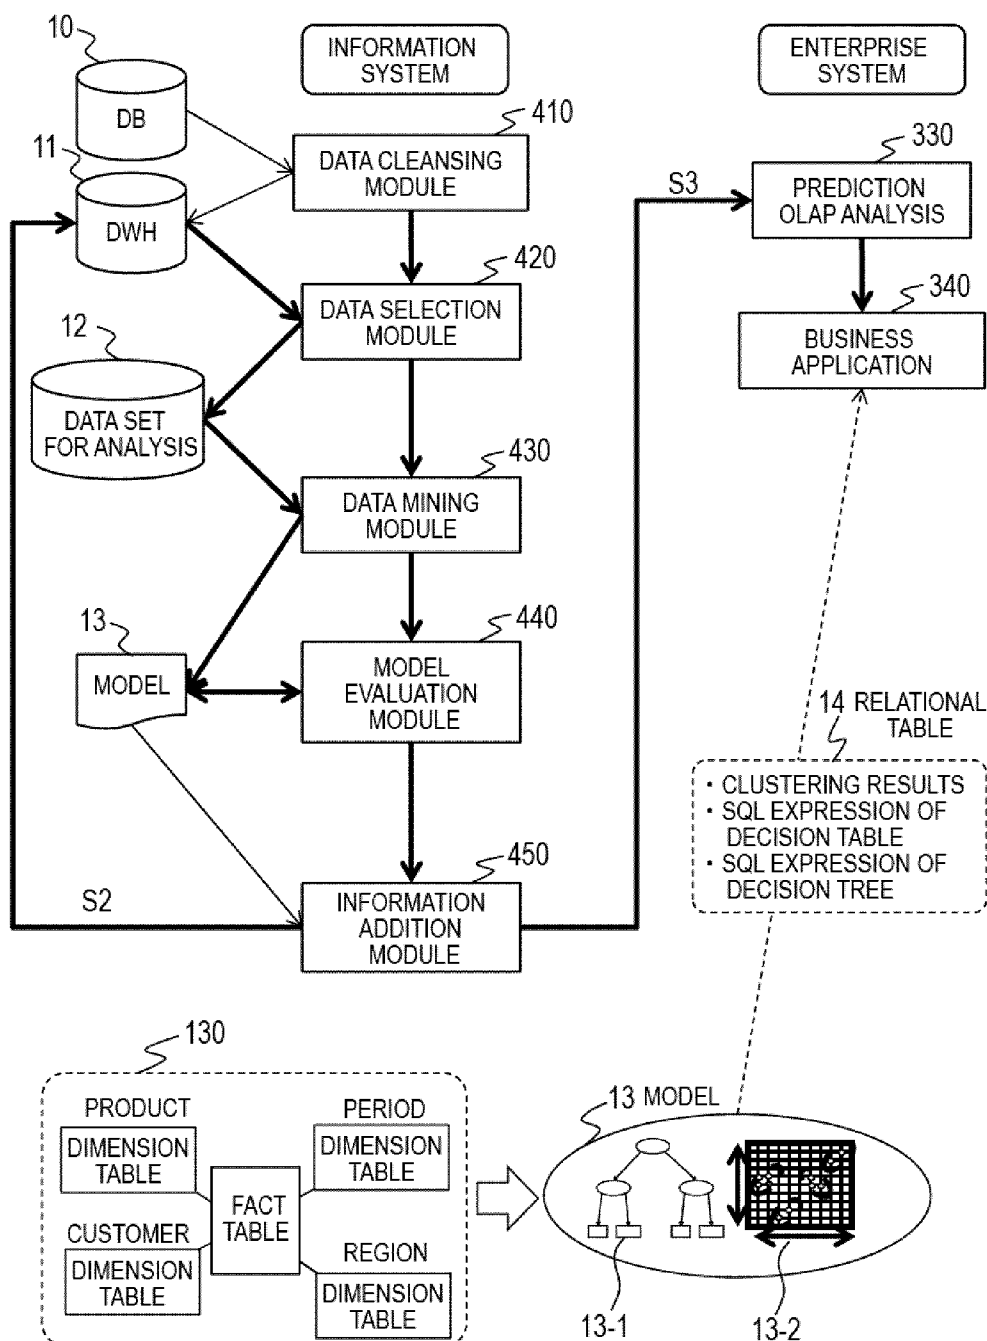 10
INFORMATION
SYSTEM
ENTERPRISE
SYSTEM
DB
410
11
DATA CLEANSING
MODULE
330
S3
PREDICTION
OLAP ANALYSIS
DWH
420
340
12
DATA SELECTION
MODULE
BUSINESS
APPLICATION
DATA SET
FOR ANALYSIS
430
DATA MINING
MODULE
13
440
MODEL
MODEL
EVALUATION
MODULE
14 RELATIONAL
TABLE
・CLUSTERING RESULTS
・SQL EXPRESSION OF
DECISION TABLE
・SQL EXPRESSION OF
DECISION TREE
450
S2
INFORMATION
ADDITION
MODULE
130
PRODUCT
PERIOD
13 MODEL
DIMENSION
TABLE
DIMENSION
TABLE
FACT
TABLE
CUSTOMER
REGION
DIMENSION
TABLE
DIMENSION
TABLE
13-1
13-2